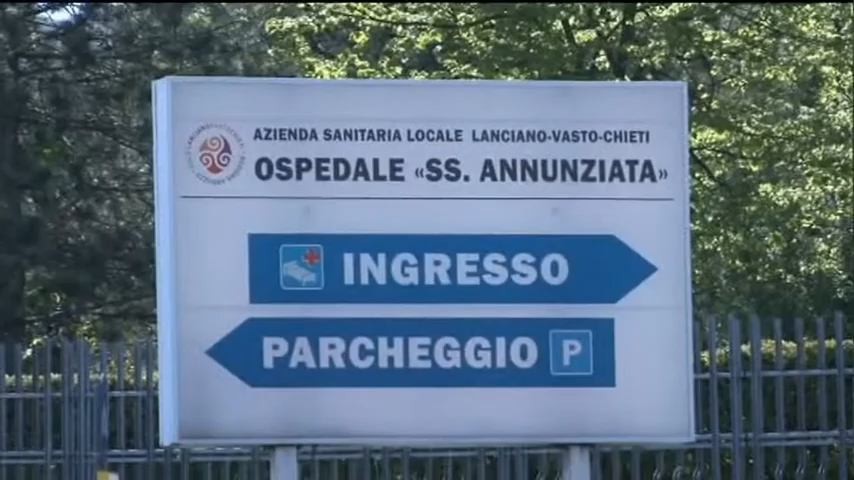 AZIENDA SANITARIA LOCALE LANCIANO-VASTO-CHIETI
OSPEDALE «SS. ANNUNZIATA»
INGRESSO
PARCHEGGIO P